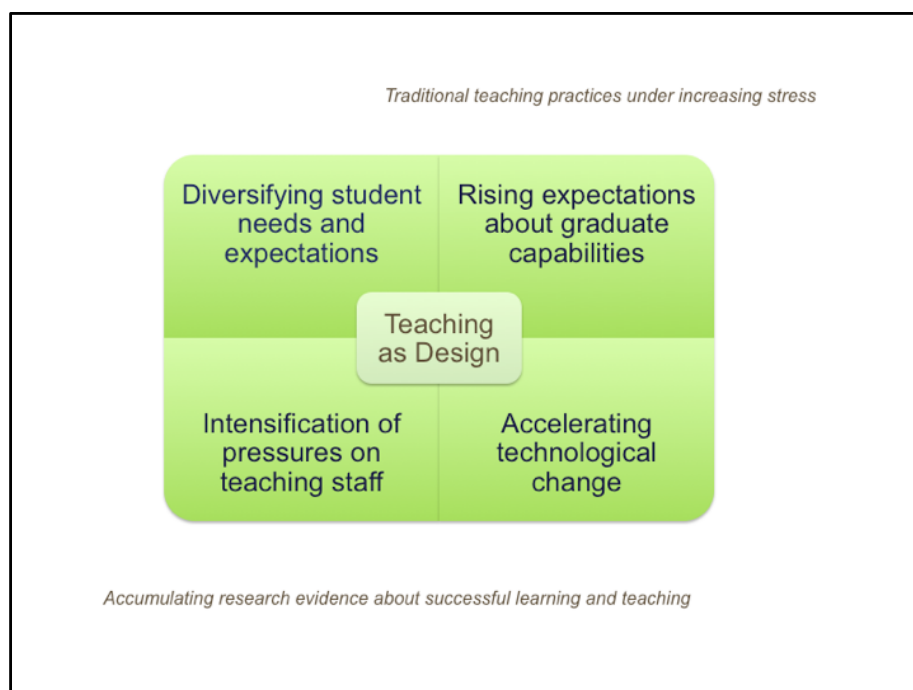 Traditional teaching practices under increasing stress
Diversifying student
needs and
expectations
Rising expectations
about graduate
capabilities
Teaching
as Design
Intensification of
pressures on
teaching staff
Accelerating
technological
change
Accumulating research evidence about successful learning and teaching